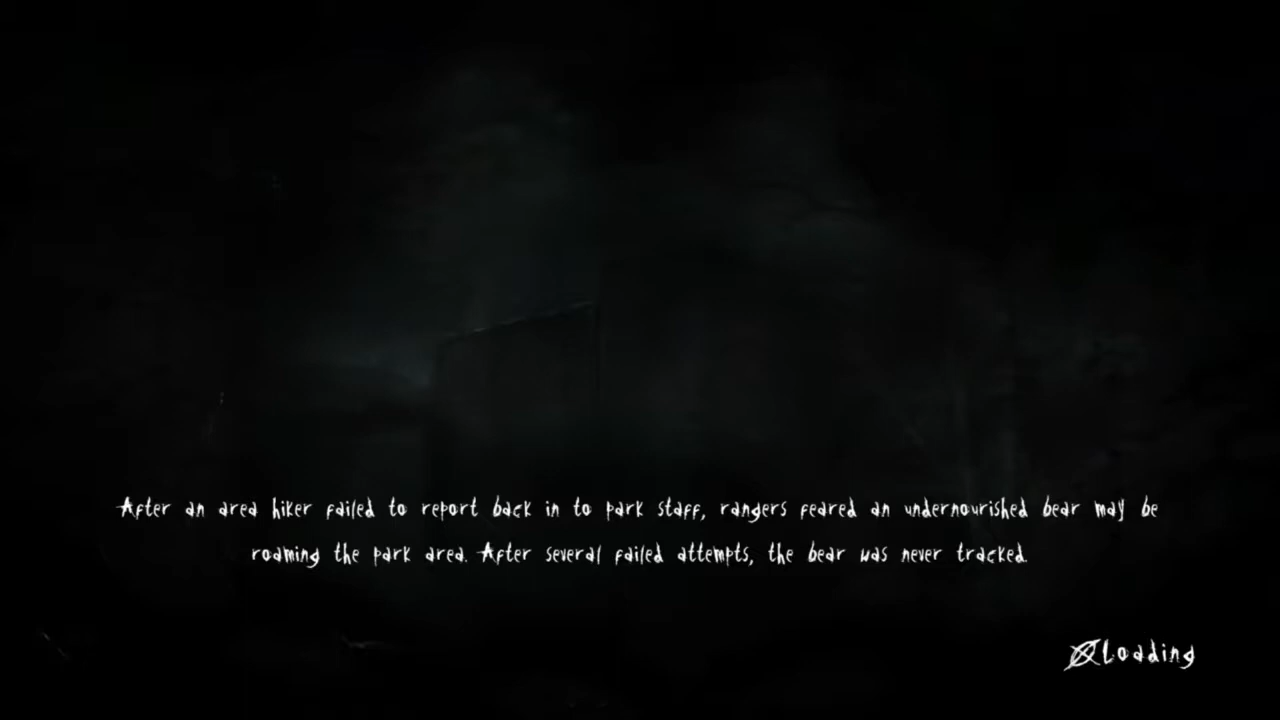 After an area hiker failed to report back in to park staff, rangers feared an undernourished bear may be
roaming the park area. After several failed attempts, the bear was never tracked.
Loading